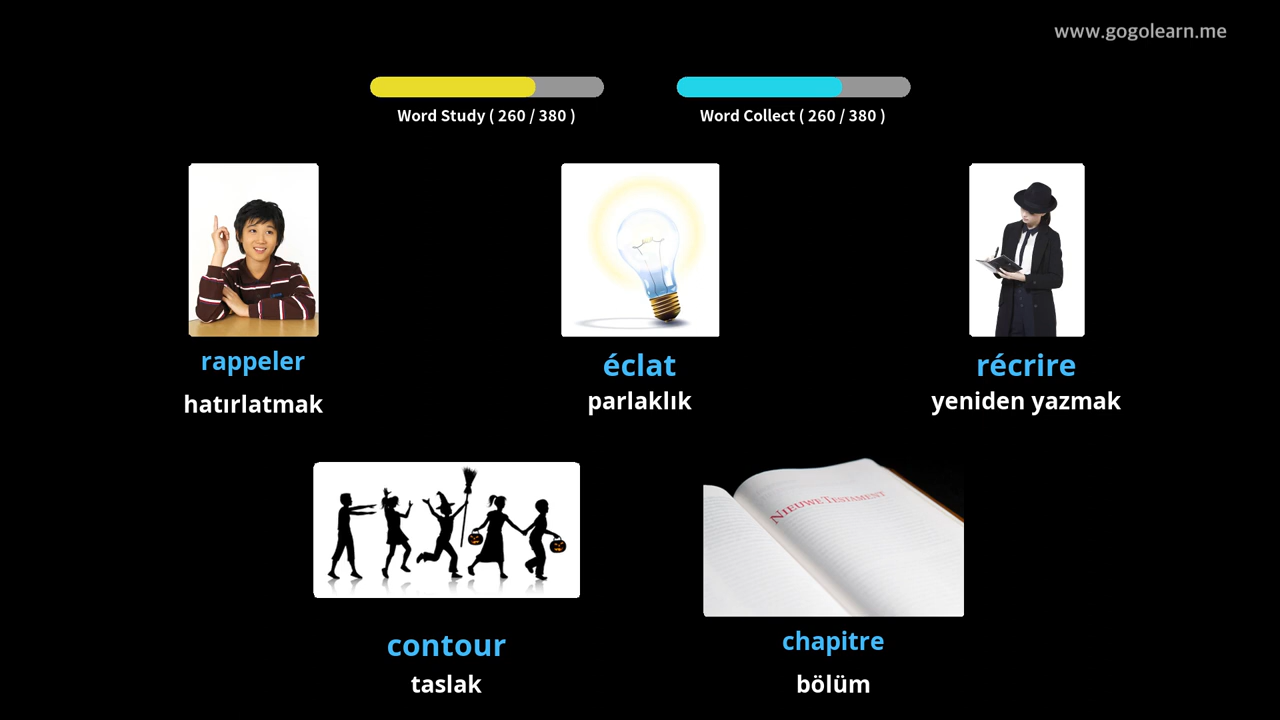 www.gogolearn.me
Word Study ( 260 / 380 )
Word Collect ( 260 / 380 )
rappeler
hatırlatmak
éclat
parlaklık
récrire
yeniden yazmak
NIEUWE TESTAMENT
contour
taslak
chapitre
bölüm